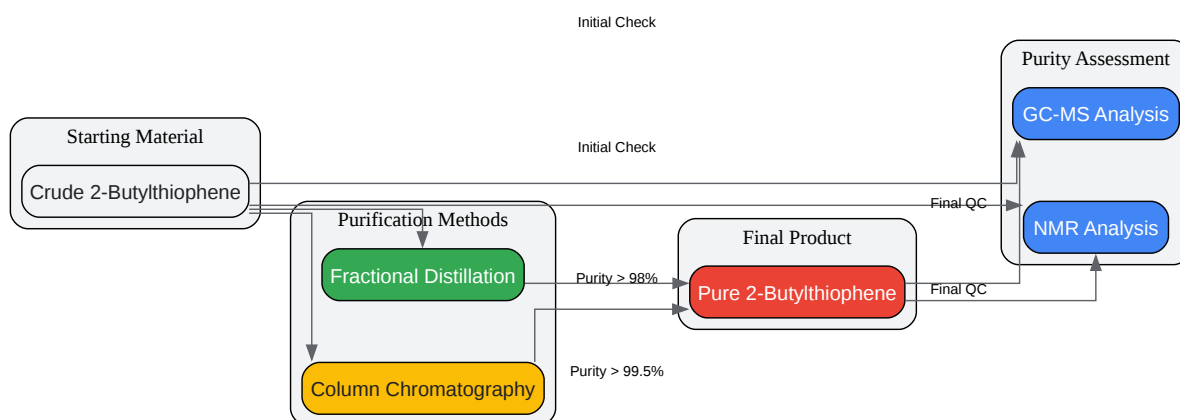 Initial Check
Purity Assessment
GC-MS Analysis
Starting Material
Initial Check
Crude 2-Butylthiophene
Final QC
Purification Methods
NMR Analysis
Final Product
Fractional Distillation
Purity > 98%
Pure 2-Butylthiophene
Final QC
Purity > 99.5%
Column Chromatography